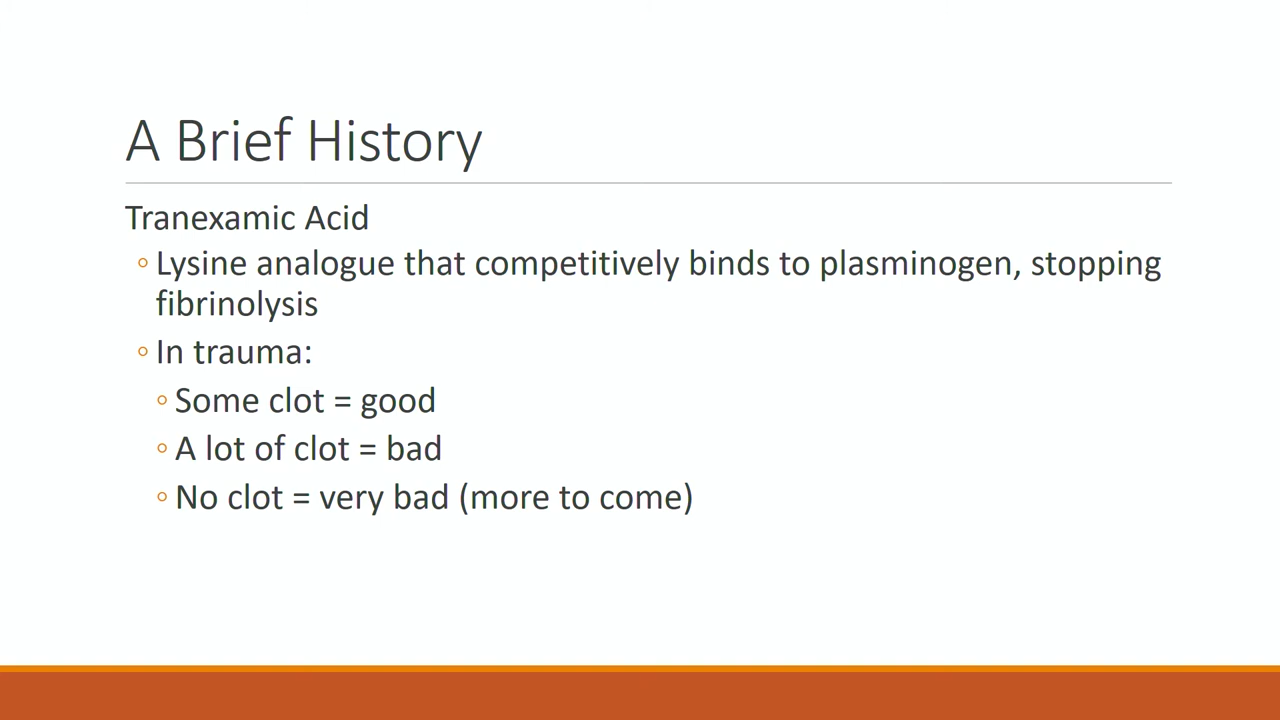 A Brief History
Tranexamic Acid
◦ Lysine analogue that competitively binds to plasminogen, stopping
fibrinolysis
◦ In trauma:
◦ Some clot = good
◦ A lot of clot = bad
◦ No clot = very bad (more to come)